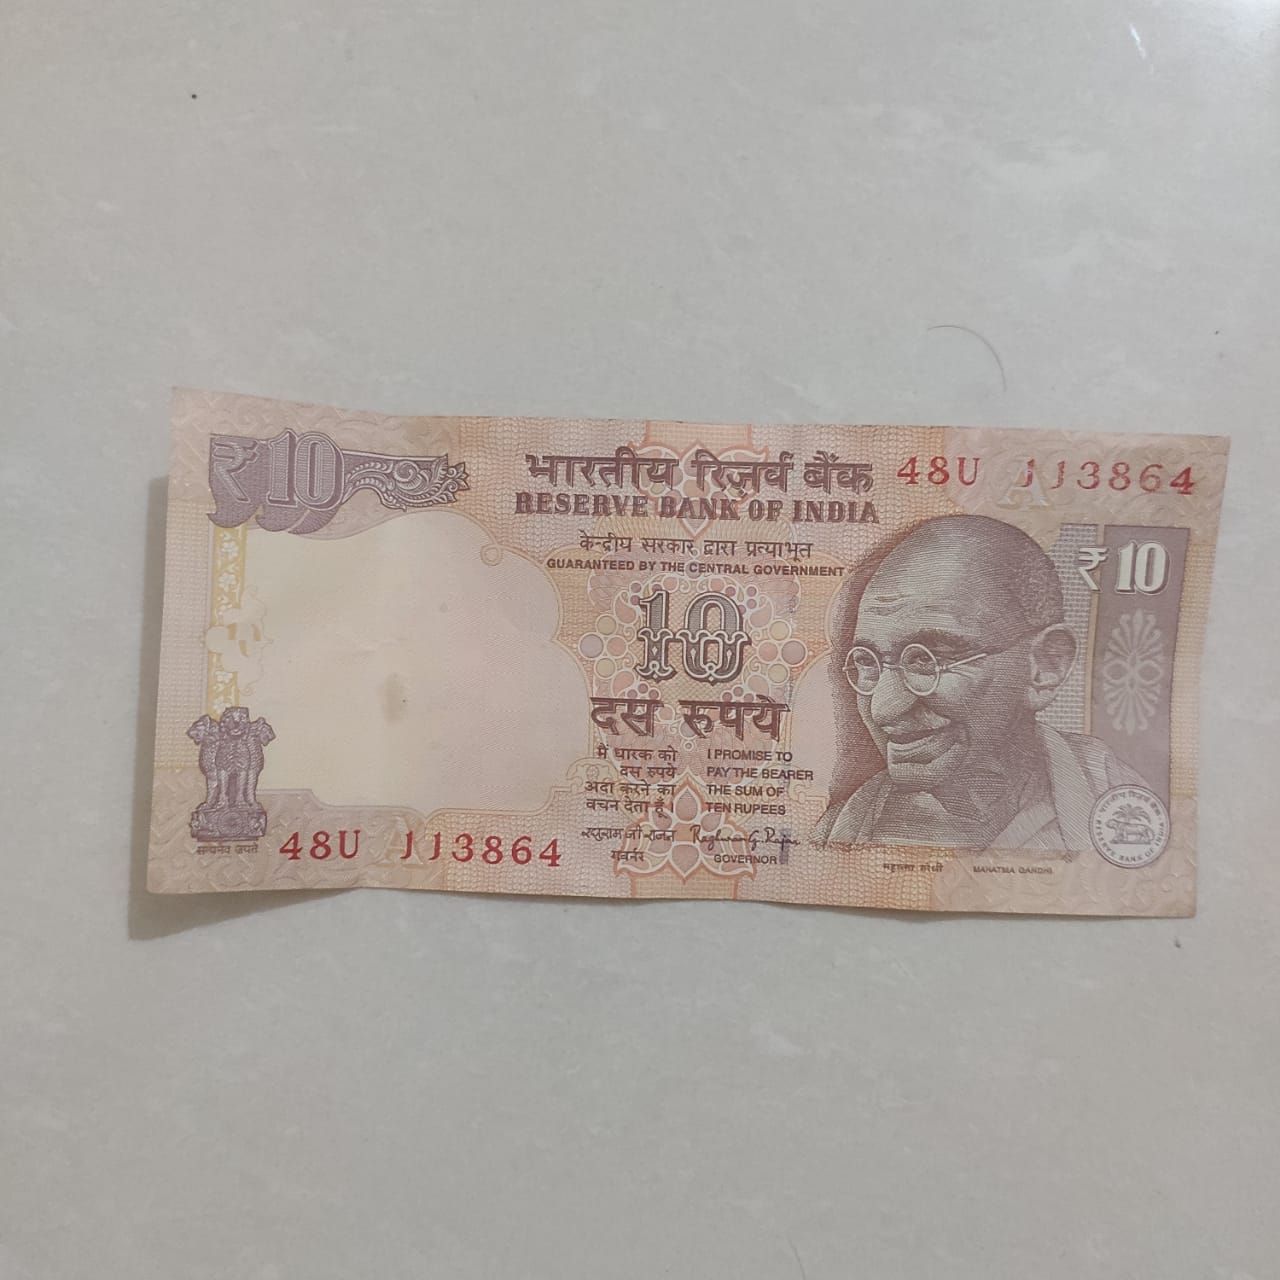 ₹10
भारतीय रिज़र्व बैंक
48U 113864
RESERVE BANK OF INDIA
केन्द्रीय सरकार द्वारा प्रत्याभूत
GUARANTEED BY THE CENTRAL GOVERNMENT
₹ 10
10
दस रुपये
मैं धारक को
दस रुपये
अदा करने का
वचन देता हूँ।
I PROMISE TO
PAY THE BEARER
THE SUM OF
TEN RUPEES
रघुराम जी राजन
Raghuram G. Rajan
गवर्नर
GOVERNOR
सत्यमेव जयते
48U 113864
महात्मा गांधी
MAHATMA GANDHI
भारतीय रिज़र्व बैंक
RESERVE BANK OF INDIA
A